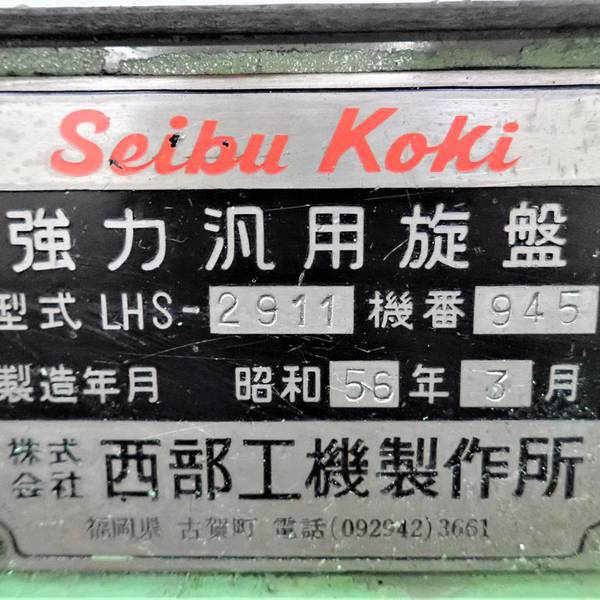 Seibu Koki
強力汎用旋盤
型式 LHS-2911 機番 945
製造年月 昭和 56 年 3 月
株式会社 西部工機製作所
福岡県 古賀町 電話(092942)3661